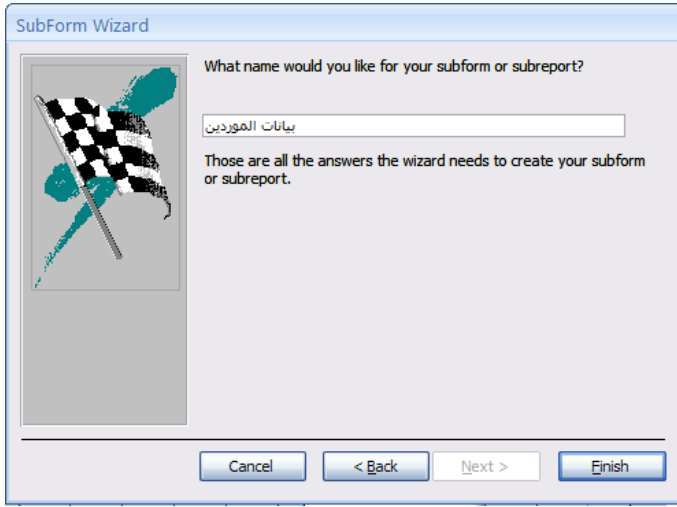 SubForm Wizard
What name would you like for your subform or subreport?
بيانات الموردين
Those are all the answers the wizard needs to create your subform
or subreport.
Cancel
< Back
Next >
Finish